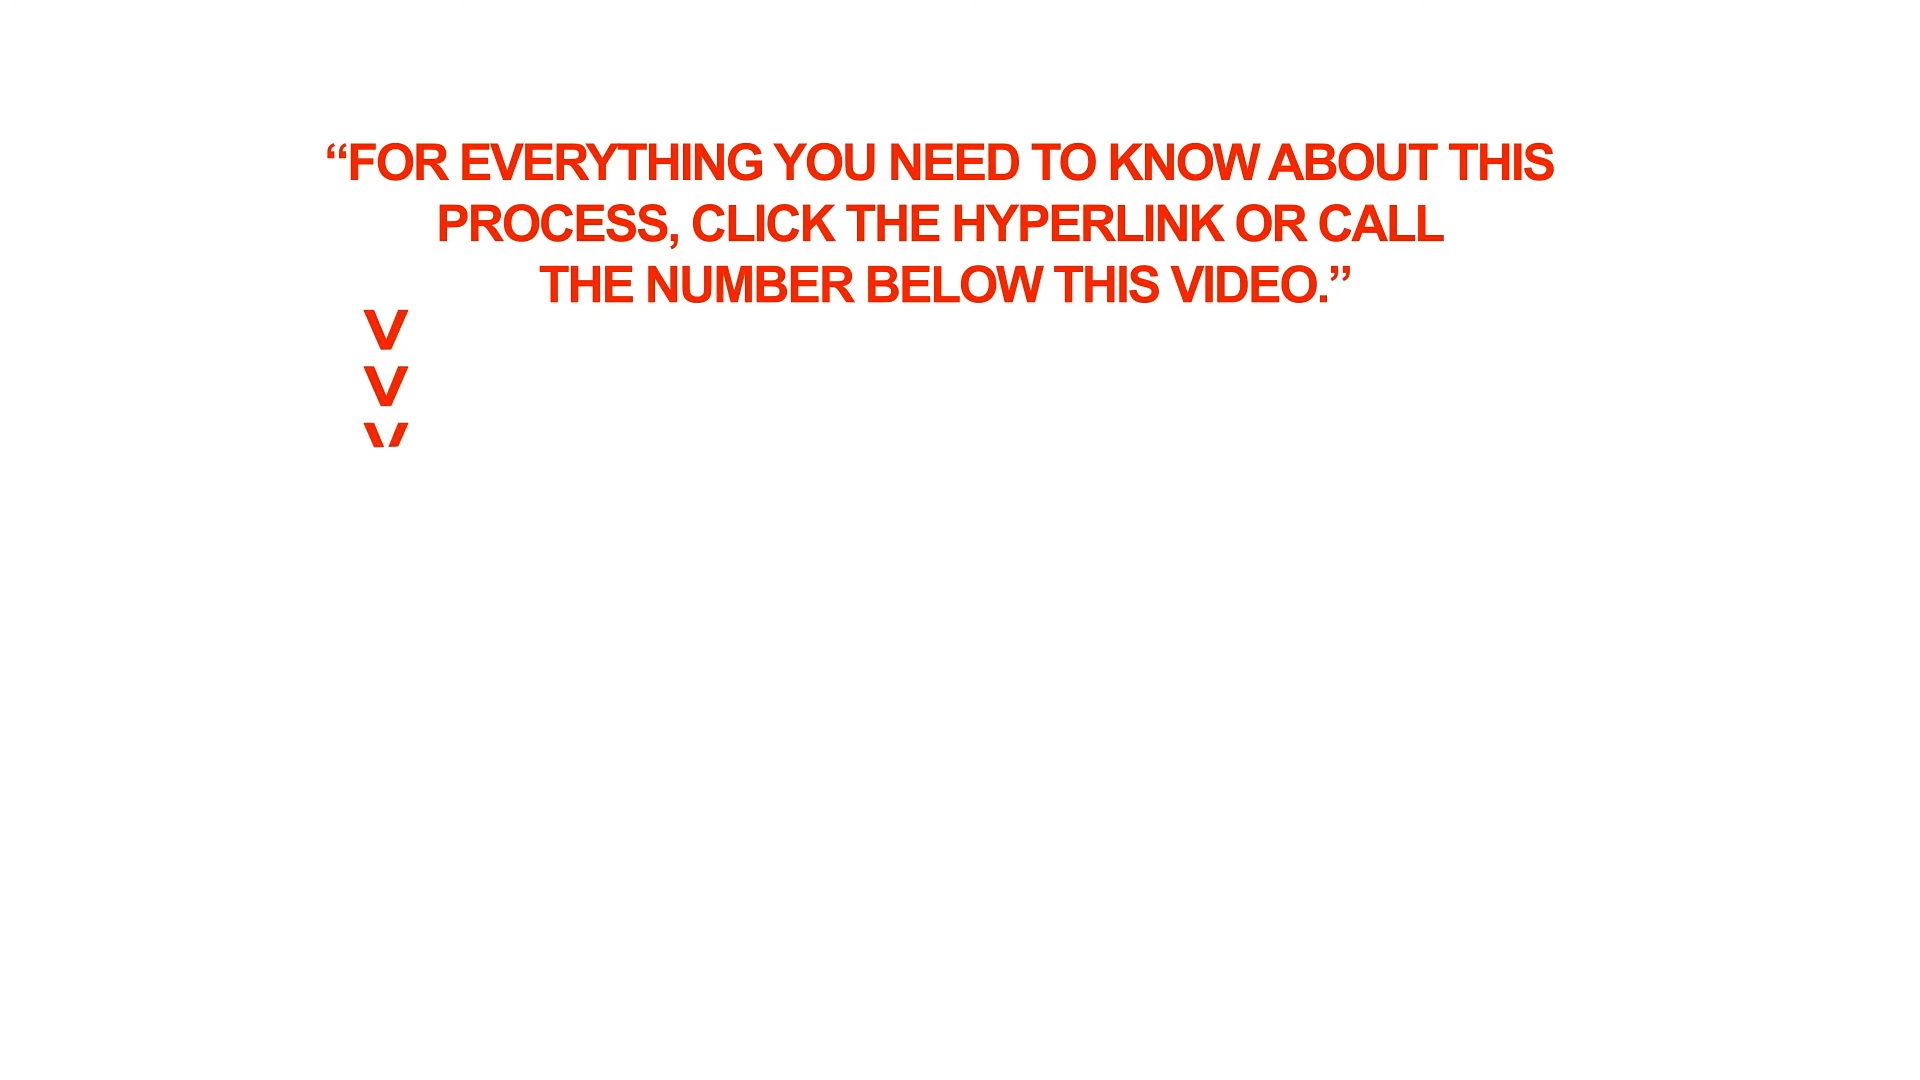 “FOR EVERYTHING YOU NEED TO KNOW ABOUT THIS
PROCESS, CLICK THE HYPERLINK OR CALL
THE NUMBER BELOW THIS VIDEO.”
V
V
V